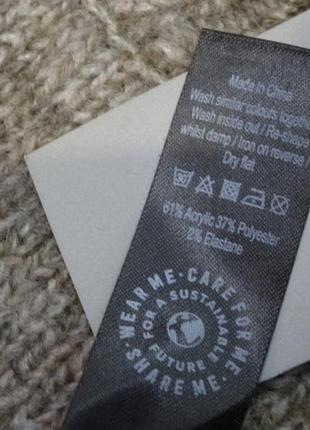 Made in China
Wash similar colours together
Wash inside out / Re-shape
whilst damp / Iron on reverse /
Dry flat
61% Acrylic 37% Polyester
2% Elastane
WEAR ME · CARE FOR ME · SHARE ME ·
FOR A SUSTAINABLE FUTURE